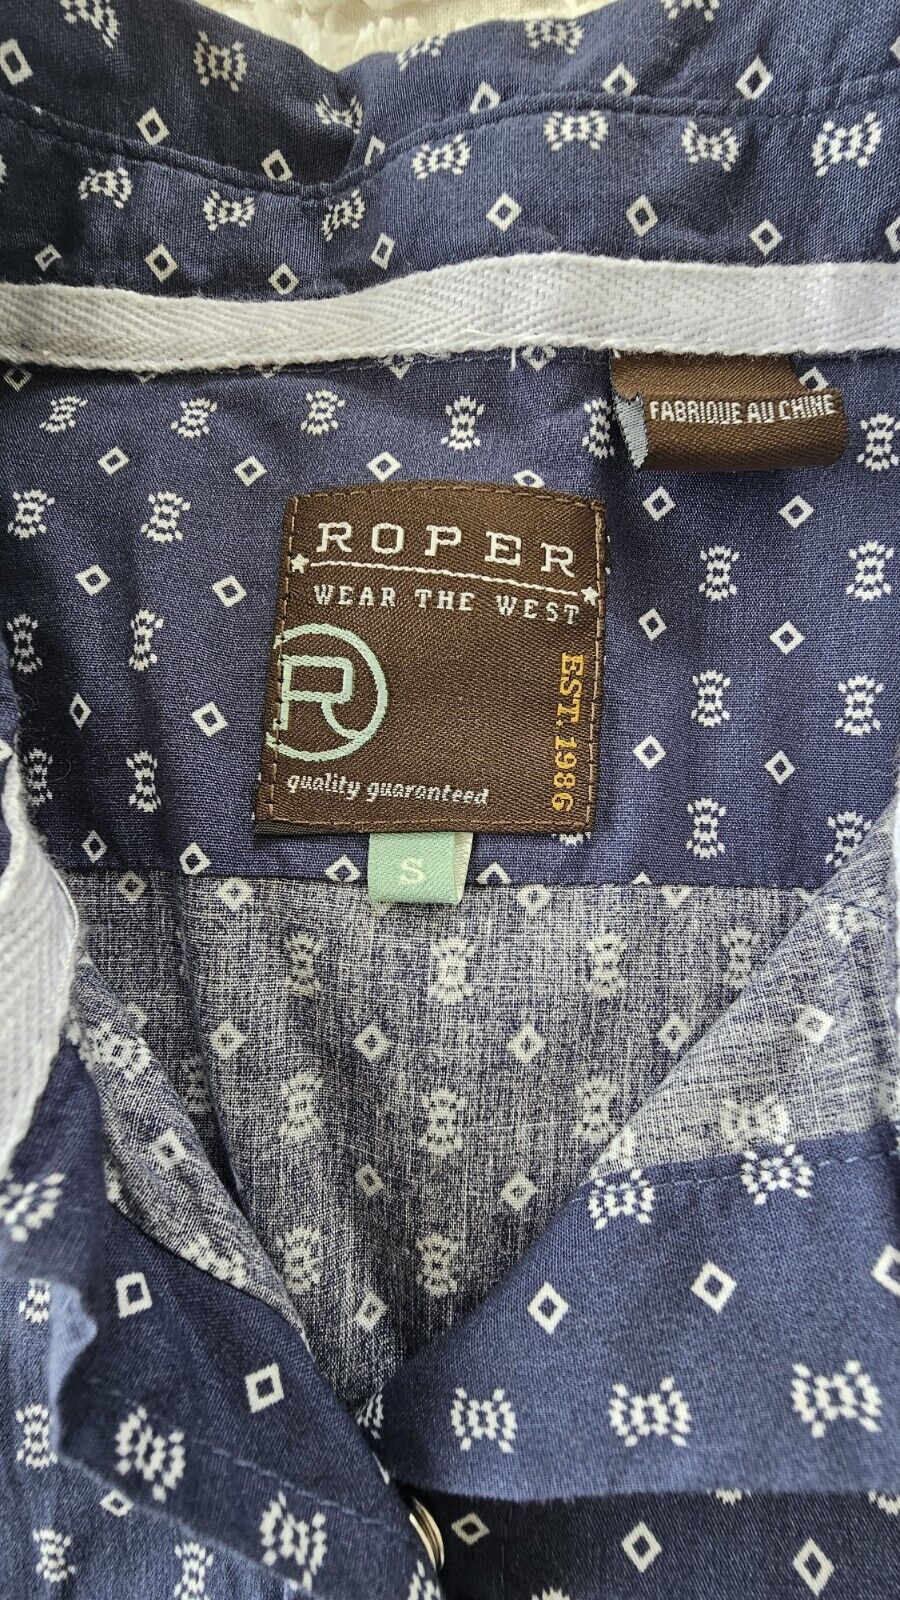 FABRIQUE AU CHINE
ROPER
WEAR THE WEST
R
EST. 1986
quality guaranteed
S